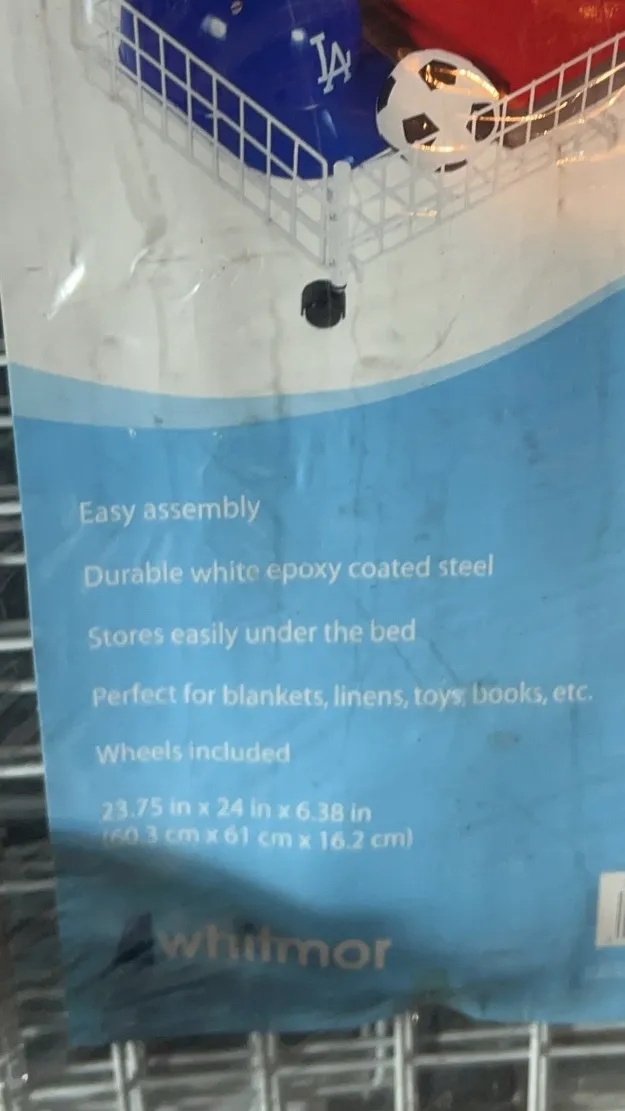 LA
Easy assembly
Durable white epoxy coated steel
Stores easily under the bed
Perfect for blankets, linens, toys, books, etc.
Wheels included
23.75 in x 24 in x 6.38 in
(60.3 cm x 61 cm x 16.2 cm)
whitmor